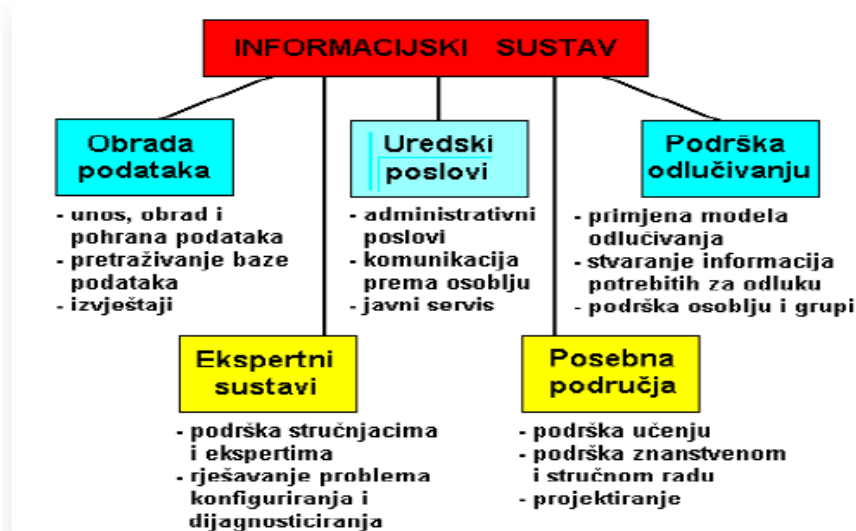 INFORMACIJSKI SUSTAV
Obrada
podataka
- unos, obrad i
pohrana podataka
- pretraživanje baze
podataka
- izvještaji
Uredski
poslovi
- administrativni
poslovi
- komunikacija
prema osoblju
- javni servis
Podrška
odlučivanju
- primjena modela
odlučivanja
- stvaranje informacija
potrebitih za odluku
- podrška osoblju i grupi
Ekspertni
sustavi
- podrška stručnjacima
i ekspertima
- rješavanje problema
konfiguriranja i
dijagnosticiranja
Posebna
područja
- podrška učenju
- podrška znanstvenom
i stručnom radu
- projektiranje